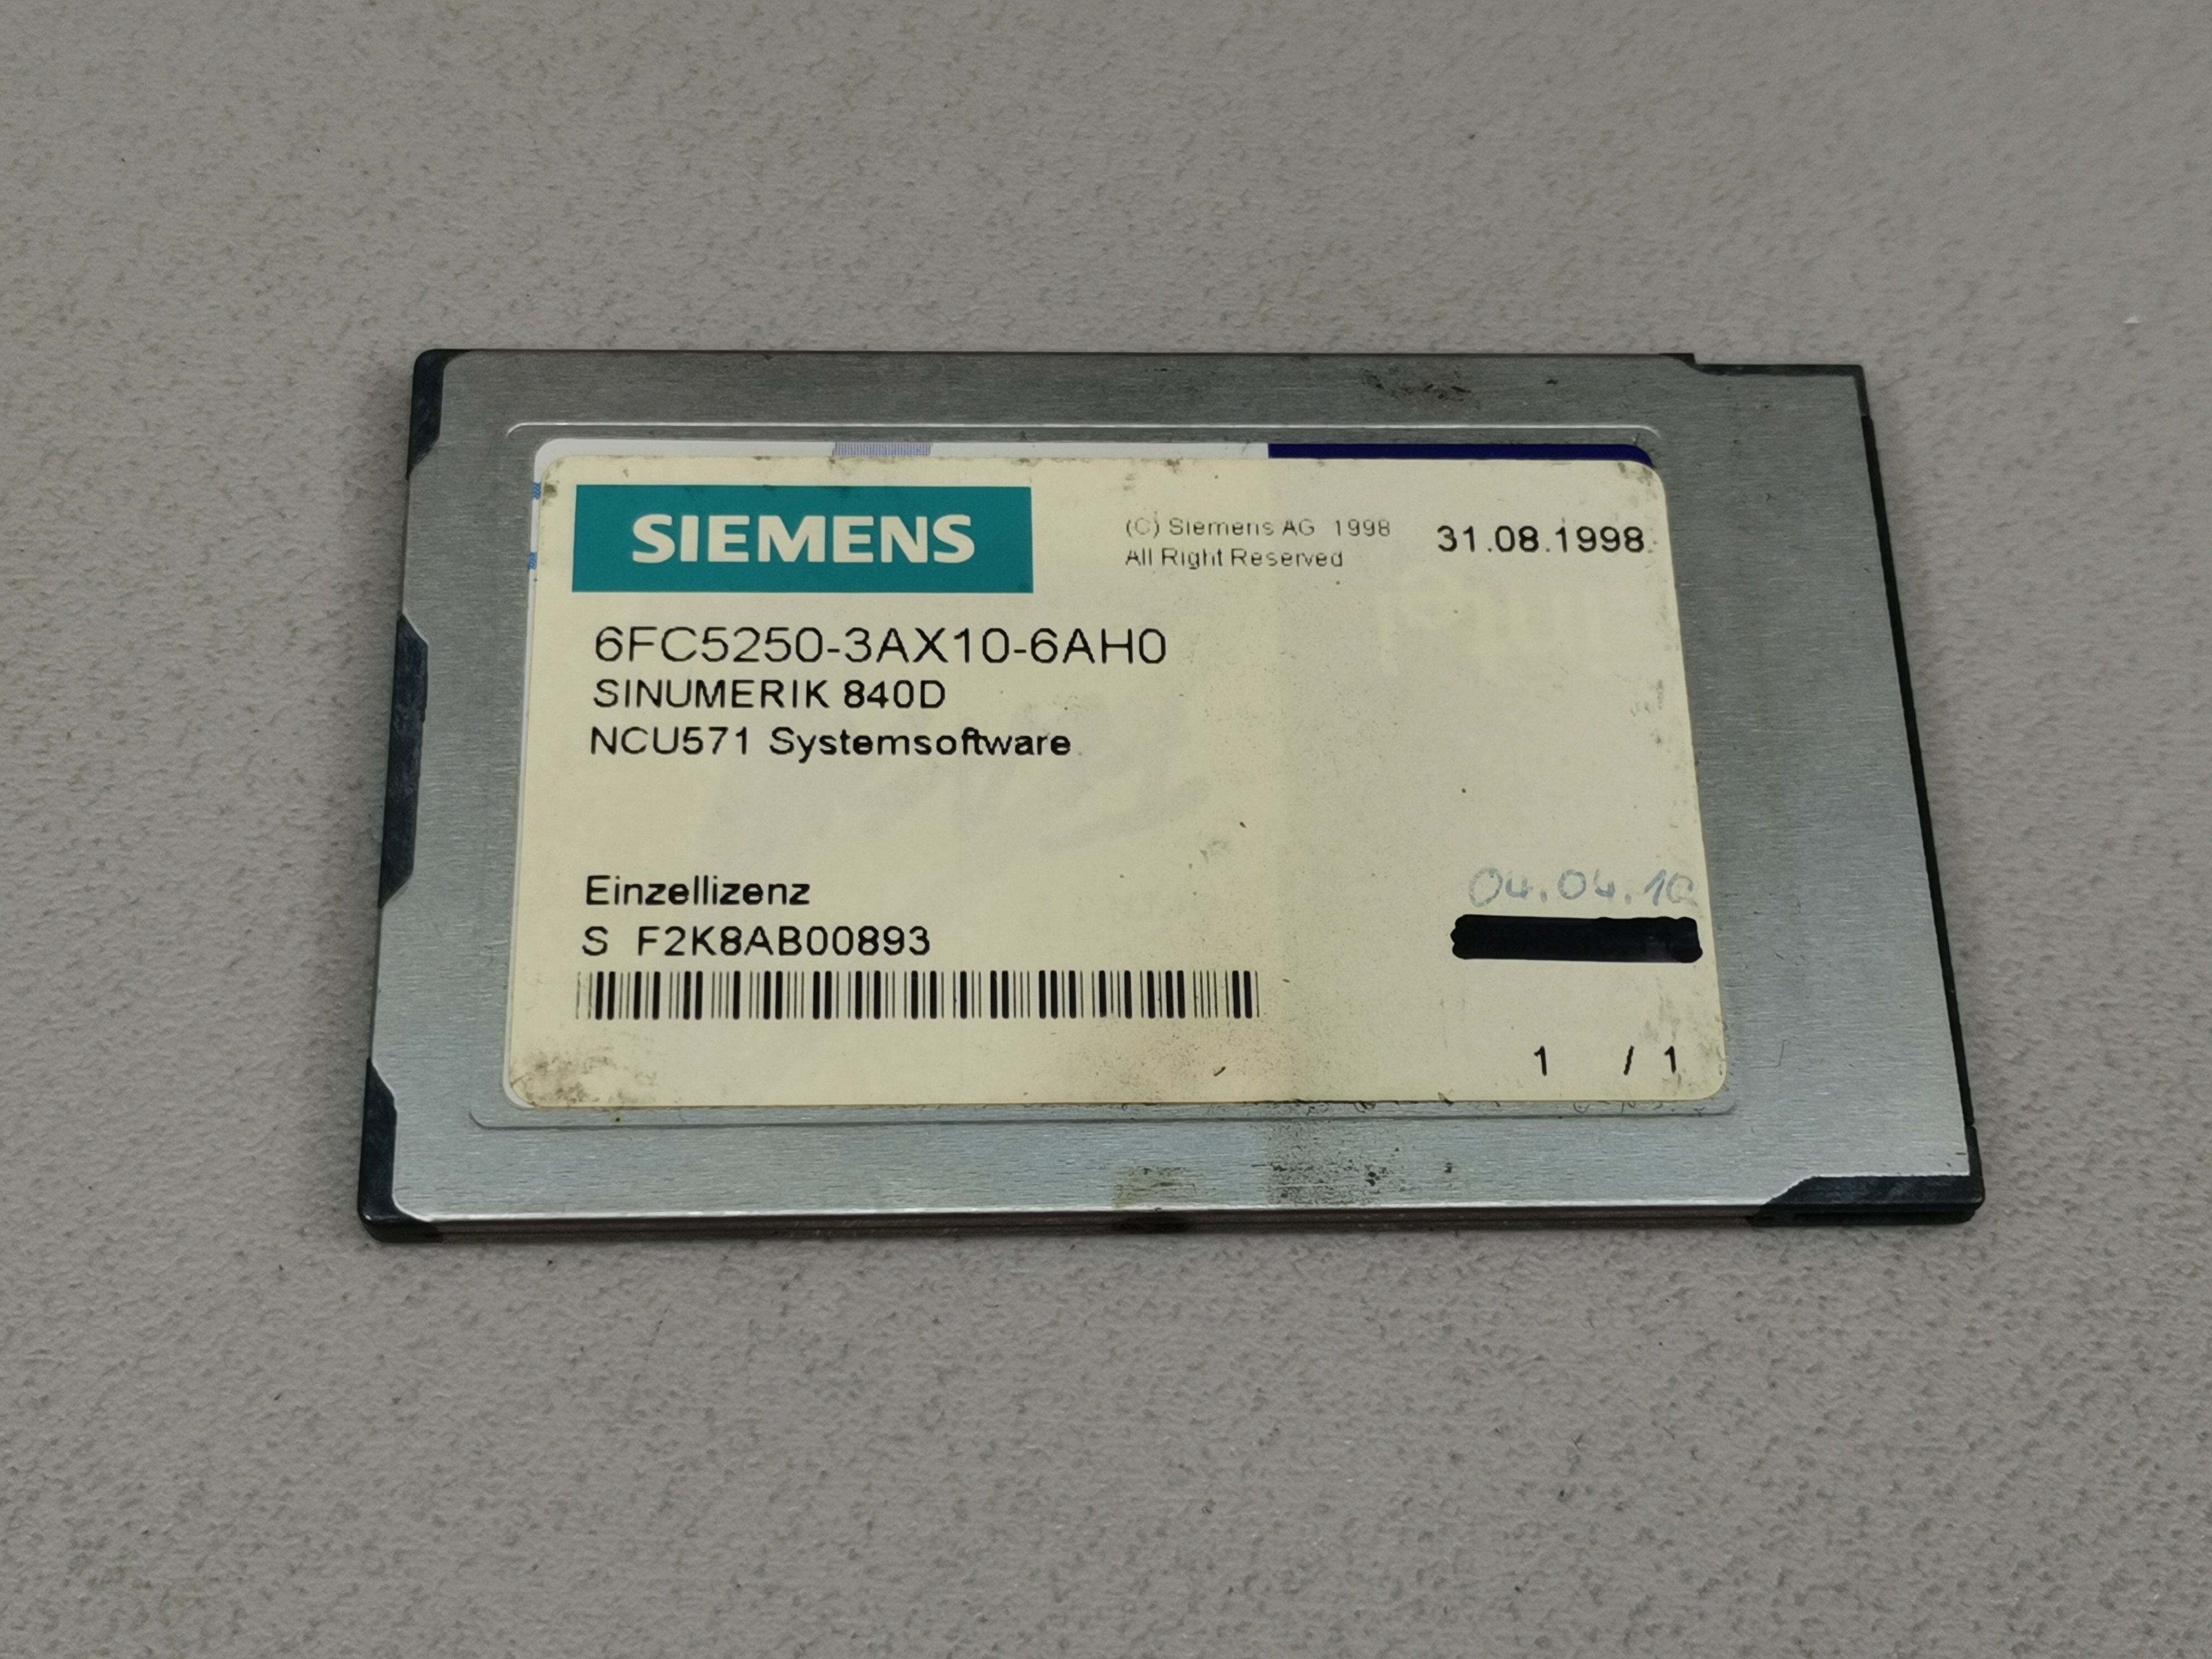 SIEMENS
(C) Siemens AG 1998
All Right Reserved
31.08.1998
6FC5250-3AX10-6AH0
SINUMERIK 840D
NCU571 Systemsoftware
Einzellizenz
04.04.10
S F2K8AB00893
1 / 1